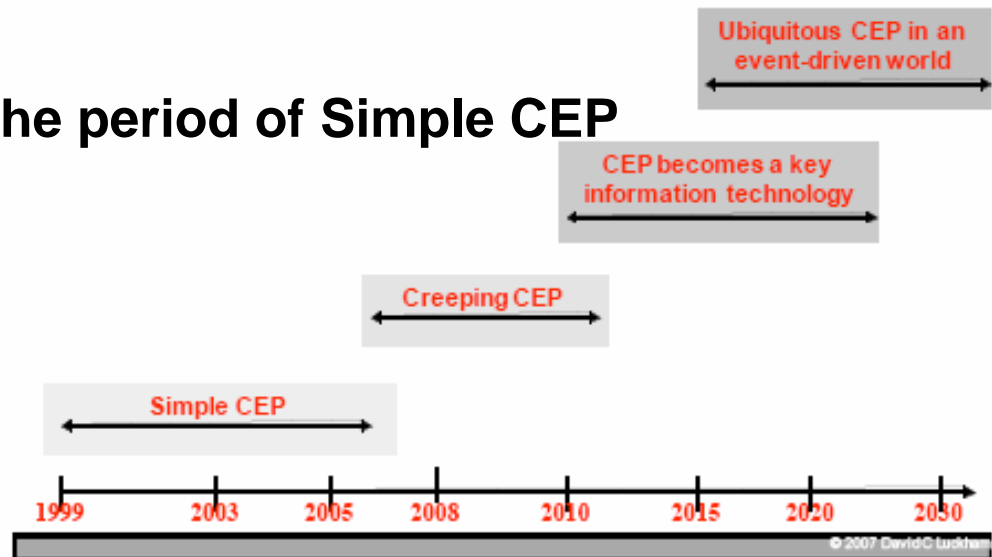 Ubiquitous CEP in an
event-driven world
he period of Simple CEP
CEP becomes a key
information technology
Creeping CEP
Simple CEP
1999 2003 2005 2008 2010 2015 2020 2030
© 2007 David C Luckham